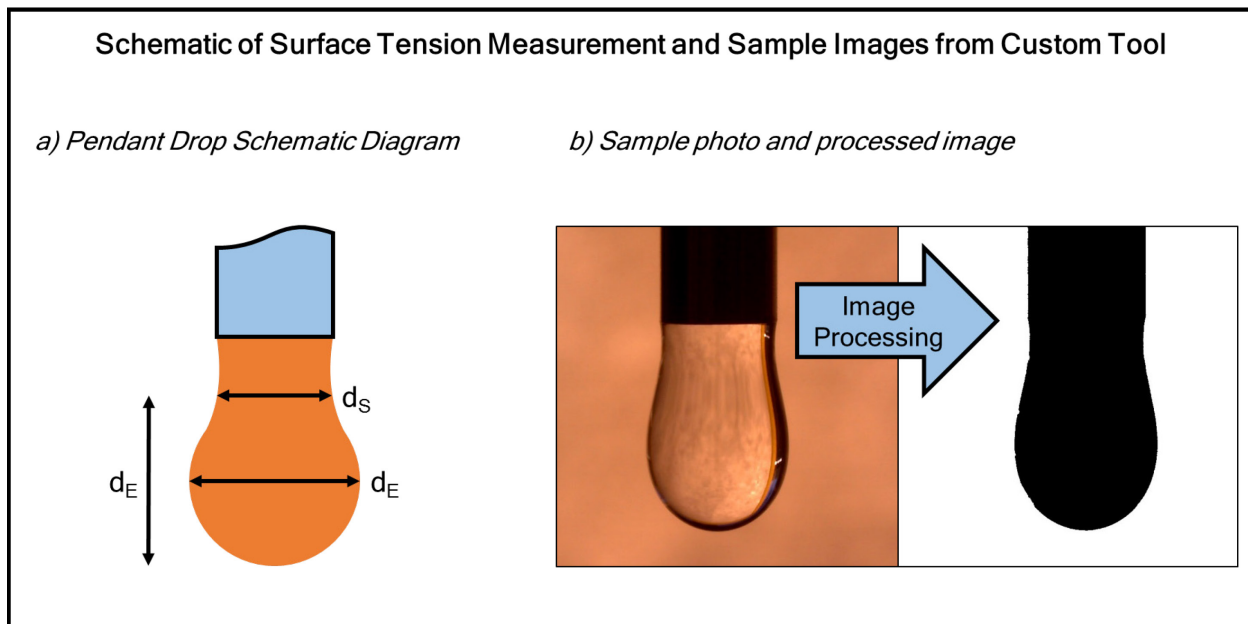 Schematic of Surface Tension Measurement and Sample Images from Custom Tool
a) Pendant Drop Schematic Diagram
b) Sample photo and processed image
Image
Processing
dS
dE
dE